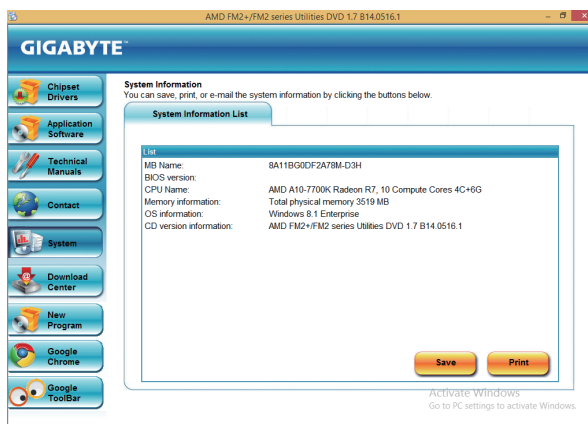 AMD FM2+/FM2 series Utilities DVD 1.7 B14.0516.1
GIGABYTE™
System Information
You can save, print, or e-mail the system information by clicking the buttons below.
System Information List
List
MB Name: 8A11BG0DF2A78M-D3H
BIOS version:
CPU Name: AMD A10-7700K Radeon R7, 10 Compute Cores 4C+6G
Memory information: Total physical memory 3519 MB
OS information: Windows 8.1 Enterprise
CD version information: AMD FM2+/FM2 series Utilities DVD 1.7 B14.0516.1
Chipset
Drivers
Application
Software
Technical
Manuals
Contact
System
Download
Center
New
Program
Google
Chrome
Google
ToolBar
Save
Print
Activate Windows
Go to PC settings to activate Windows.